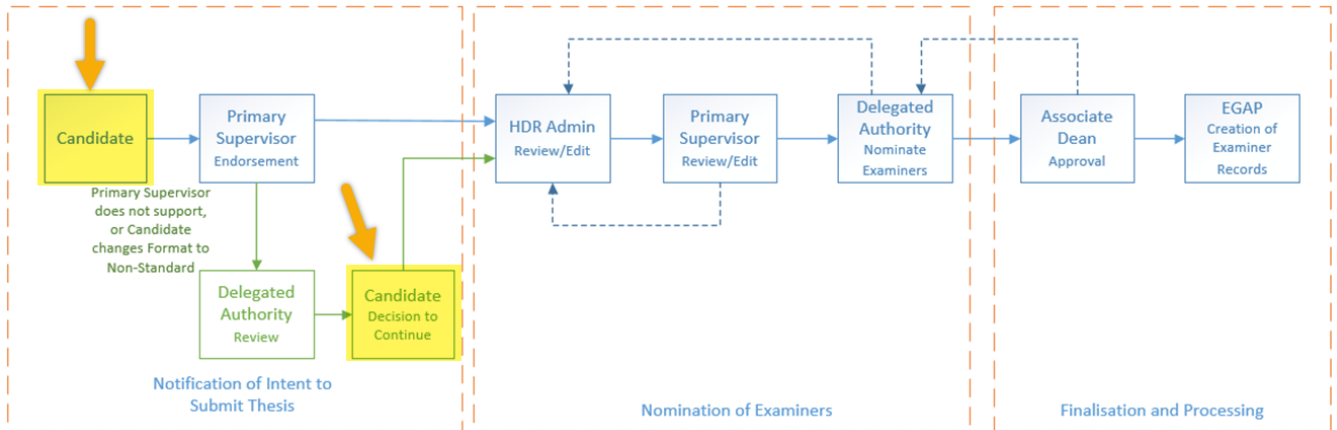 Candidate
Primary
Supervisor
Endorsement
Primary Supervisor
does not support,
or Candidate
changes Format to
Non-Standard
Delegated
Authority
Review
Candidate
Decision to
Continue
Notification of Intent to
Submit Thesis
HDR Admin
Review/Edit
Primary
Supervisor
Review/Edit
Delegated
Authority
Nominate
Examiners
Nomination of Examiners
Associate
Dean
Approval
EGAP
Creation of
Examiner
Records
Finalisation and Processing